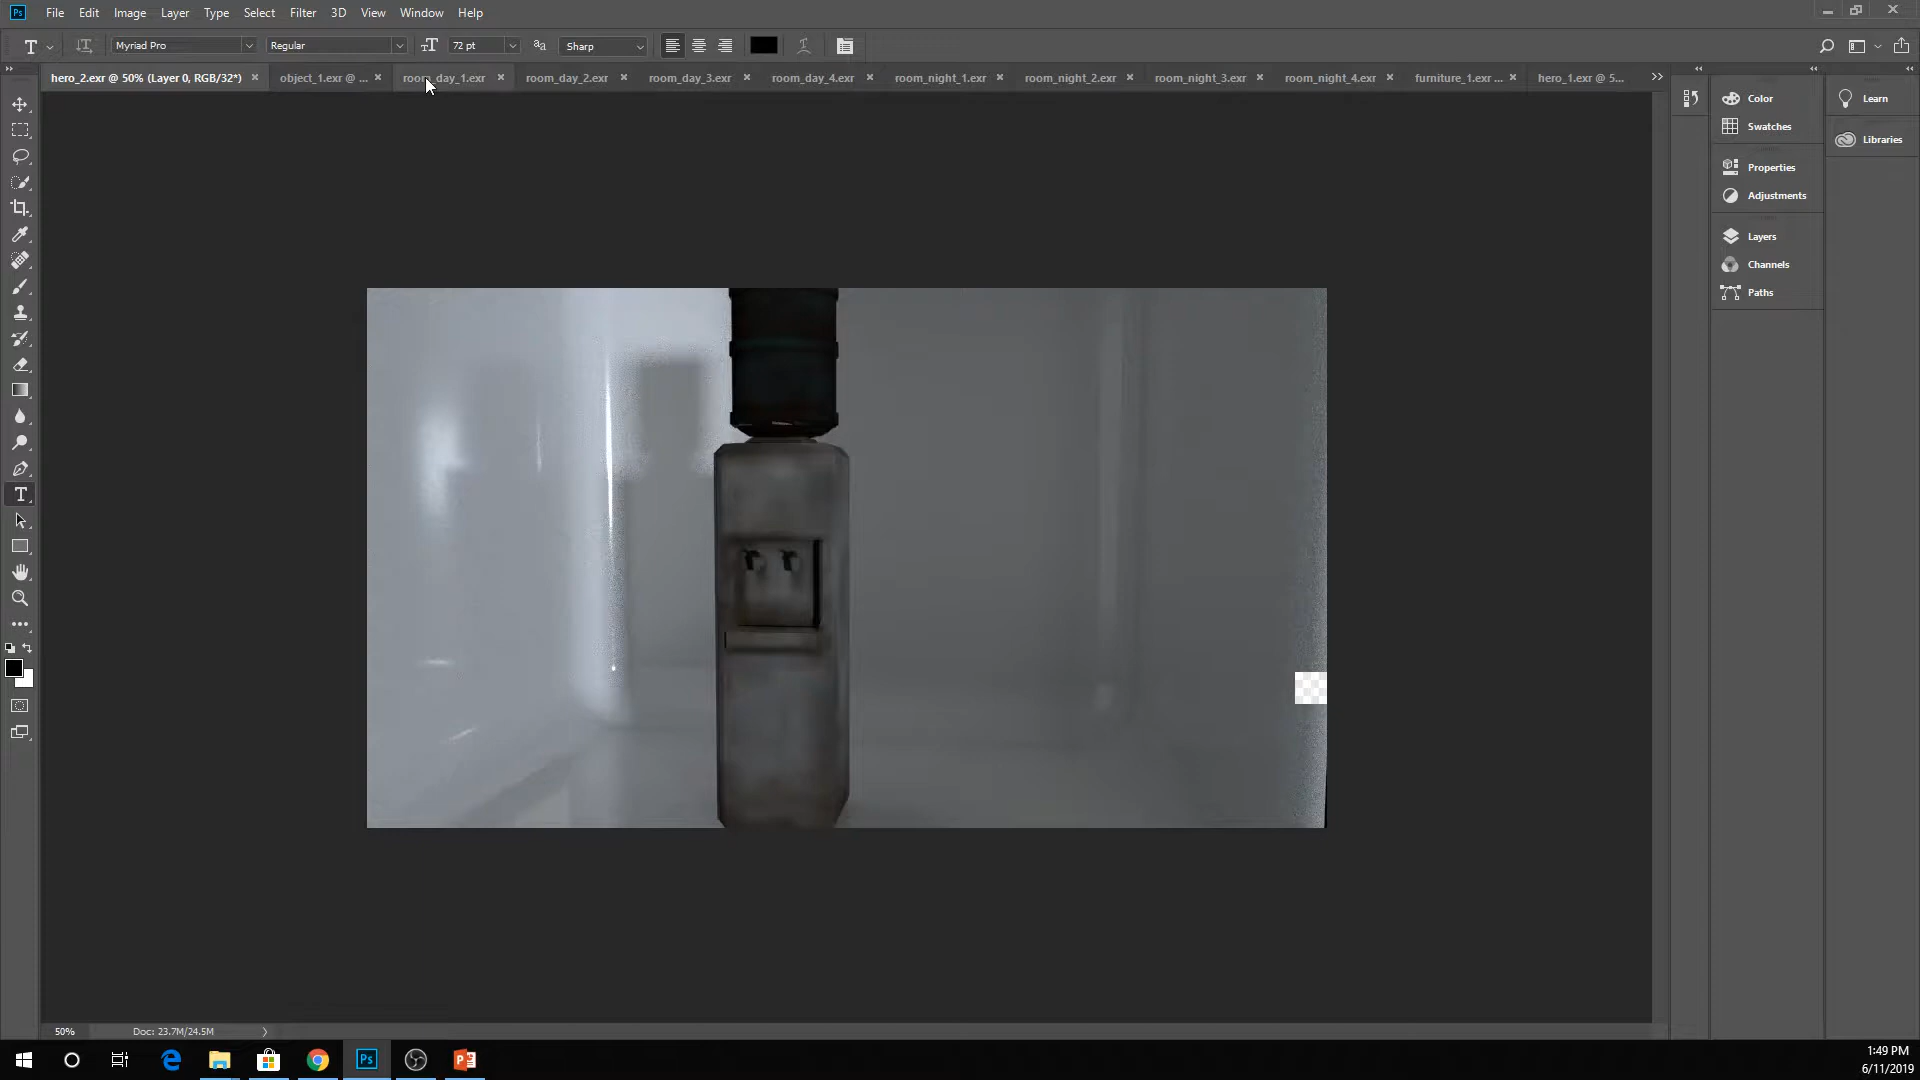 Ps File Edit Image Layer Type Select Filter 3D View Window Help
T Myriad Pro Regular 72 pt Sharp
hero_2.exr @ 50% (Layer 0, RGB/32*) object_1.exr @ ... room_day_1.exr room_day_2.exr room_day_3.exr room_day_4.exr room_night_1.exr room_night_2.exr room_night_3.exr room_night_4.exr furniture_1.exr ... hero_1.exr @ 5...
Color
Swatches
Properties
Adjustments
Layers
Channels
Paths
Learn
Libraries
50% Doc: 23.7M/24.5M
Ps
1:49 PM
6/11/2019